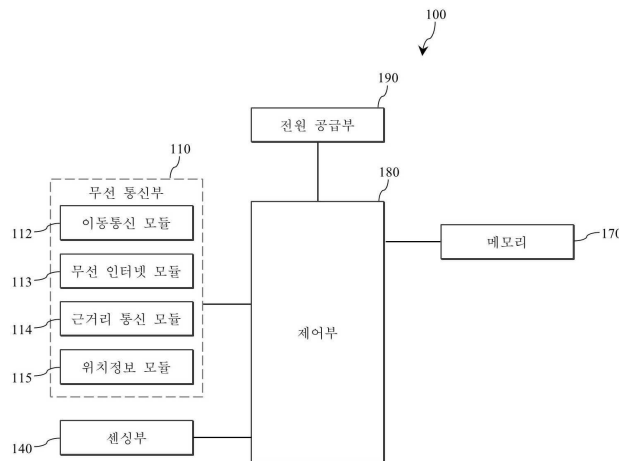 100
190
전원 공급부
110
180
무선 통신부
112
이동통신 모듈
메모리
170
113
무선 인터넷 모듈
114
근거리 통신 모듈
제어부
115
위치정보 모듈
140
센싱부